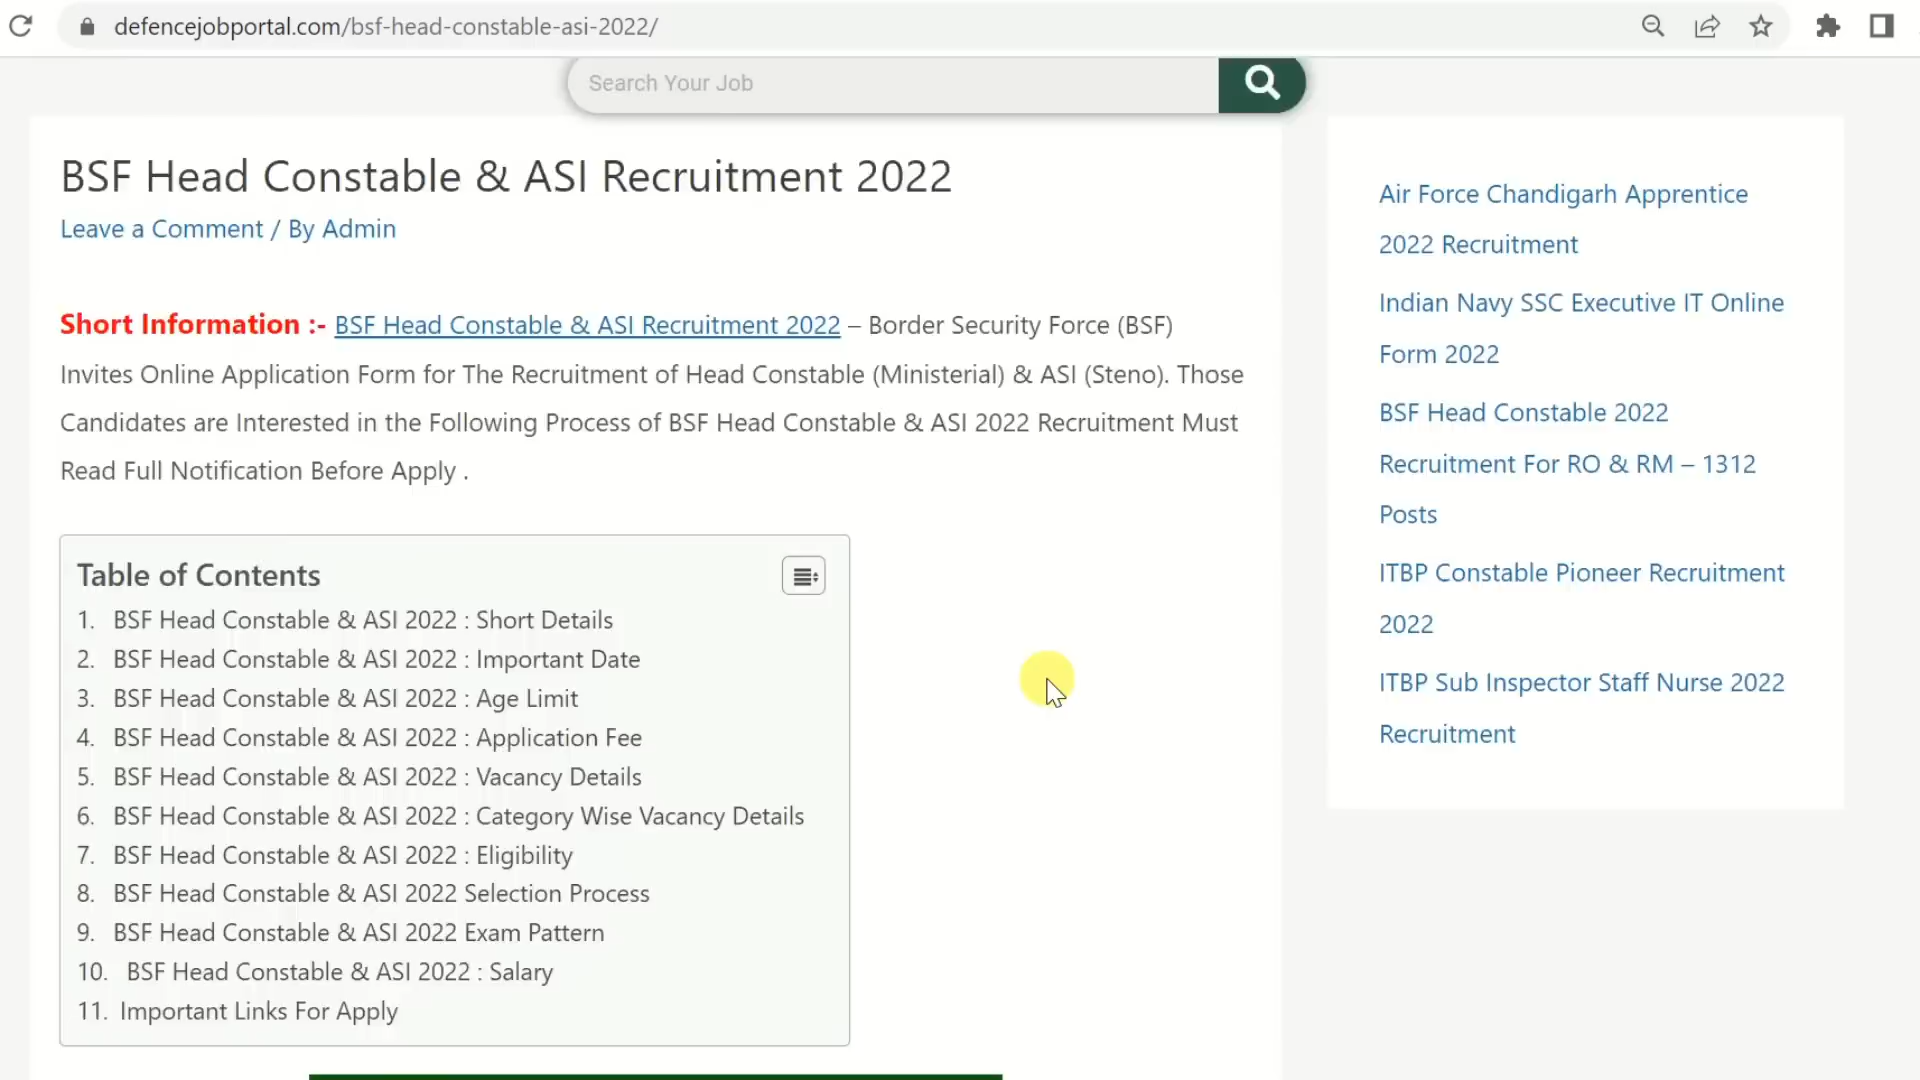 defencejobportal.com/bsf-head-constable-asi-2022/
Search Your Job
BSF Head Constable & ASI Recruitment 2022
Leave a Comment / By Admin
Short Information :- BSF Head Constable & ASI Recruitment 2022 – Border Security Force (BSF)
Invites Online Application Form for The Recruitment of Head Constable (Ministerial) & ASI (Steno). Those
Candidates are Interested in the Following Process of BSF Head Constable & ASI 2022 Recruitment Must
Read Full Notification Before Apply .
Table of Contents
1. BSF Head Constable & ASI 2022 : Short Details
2. BSF Head Constable & ASI 2022 : Important Date
3. BSF Head Constable & ASI 2022 : Age Limit
4. BSF Head Constable & ASI 2022 : Application Fee
5. BSF Head Constable & ASI 2022 : Vacancy Details
6. BSF Head Constable & ASI 2022 : Category Wise Vacancy Details
7. BSF Head Constable & ASI 2022 : Eligibility
8. BSF Head Constable & ASI 2022 Selection Process
9. BSF Head Constable & ASI 2022 Exam Pattern
10. BSF Head Constable & ASI 2022 : Salary
11. Important Links For Apply
Air Force Chandigarh Apprentice
2022 Recruitment
Indian Navy SSC Executive IT Online
Form 2022
BSF Head Constable 2022
Recruitment For RO & RM – 1312
Posts
ITBP Constable Pioneer Recruitment
2022
ITBP Sub Inspector Staff Nurse 2022
Recruitment